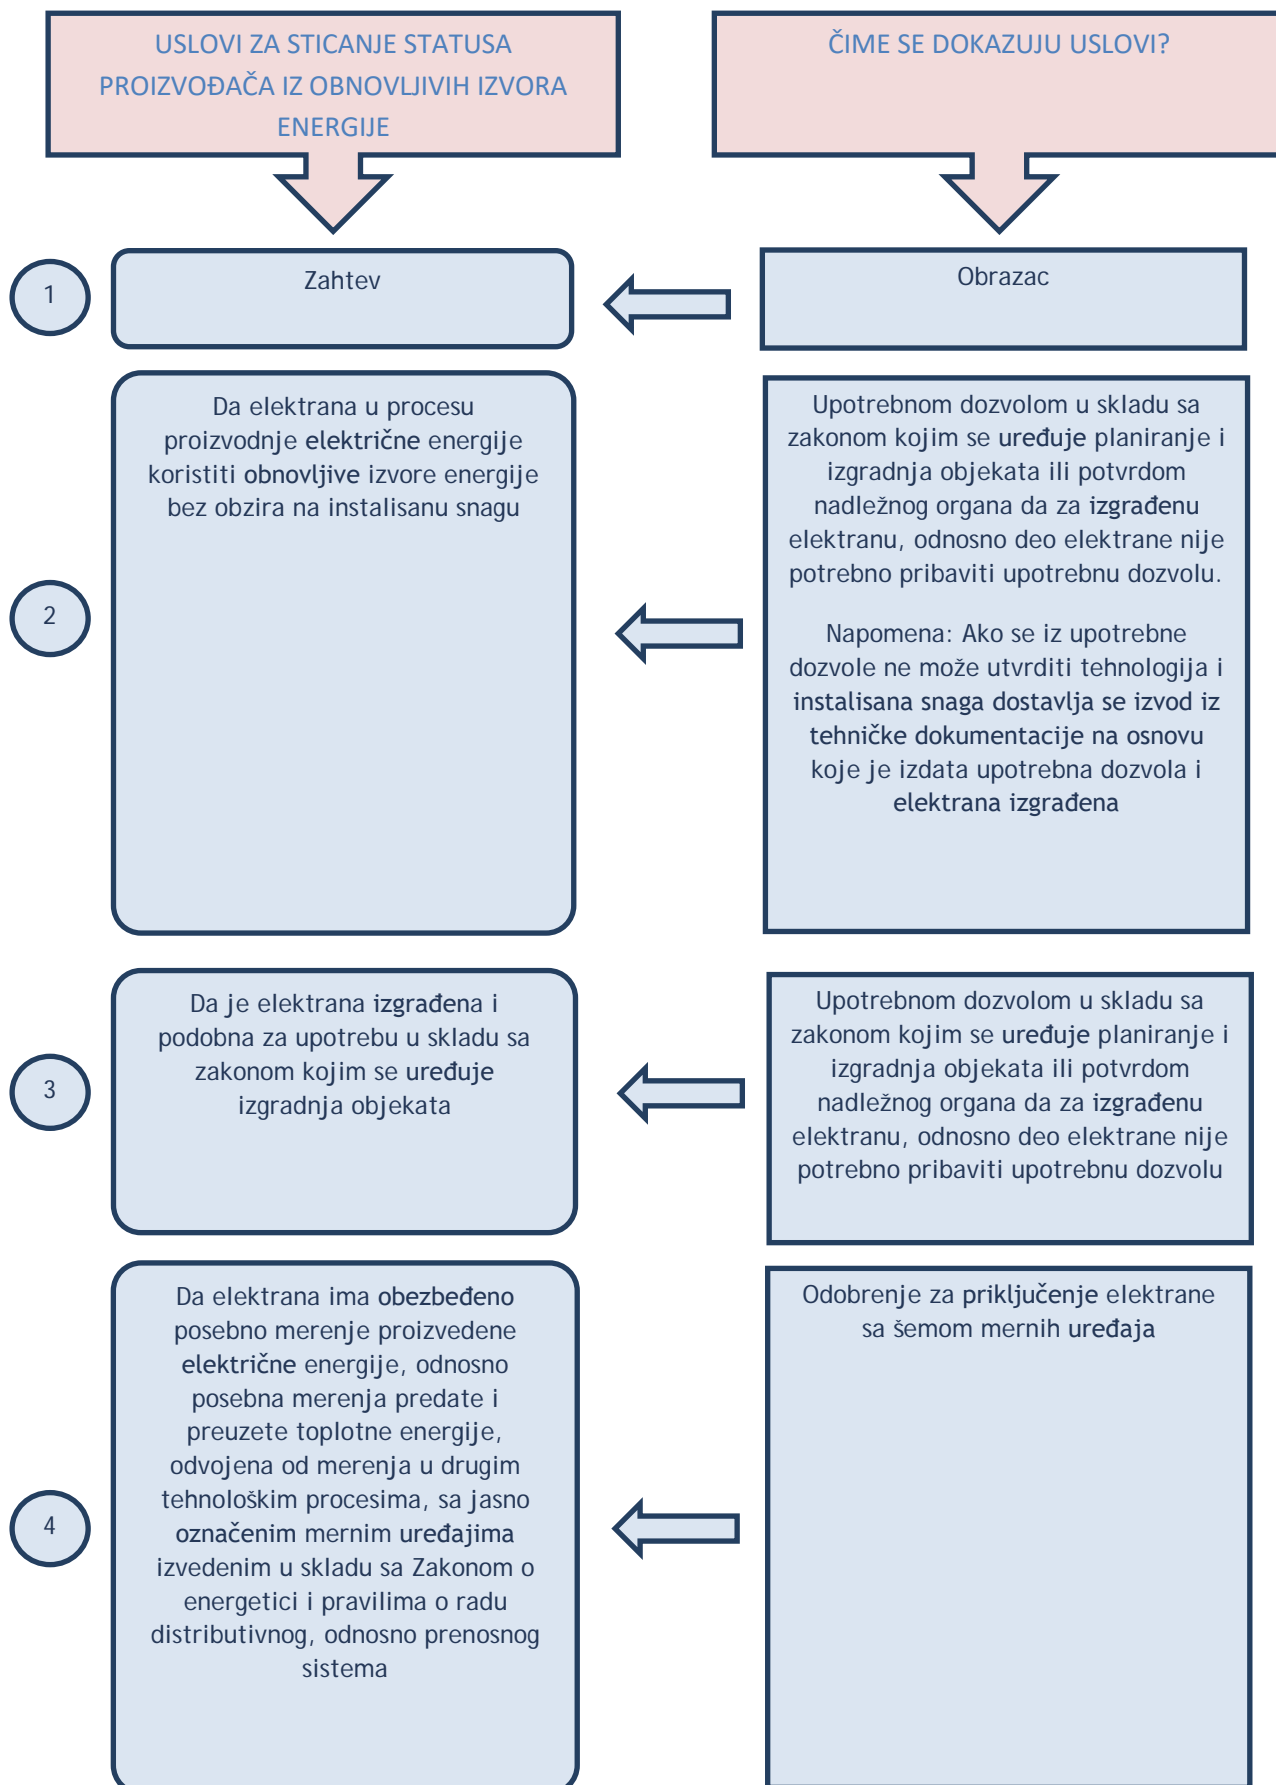 USLOVI ZA STICANJE STATUSA
PROIZVOĐAČA IZ OBNOVLJIVIH IZVORA
ENERGIJE
ČIME SE DOKAZUJU USLOVI?
1
Zahtev
Obrazac
2
Da elektrana u procesu
proizvodnje električne energije
koristiti obnovljive izvore energije
bez obzira na instalisanu snagu
Upotrebnom dozvolom u skladu sa
zakonom kojim se uređuje planiranje i
izgradnja objekata ili potvrdom
nadležnog organa da za izgrađenu
elektranu, odnosno deo elektrane nije
potrebno pribaviti upotrebnu dozvolu.
Napomena: Ako se iz upotrebne
dozvole ne može utvrditi tehnologija i
instalisana snaga dostavlja se izvod iz
tehničke dokumentacije na osnovu
koje je izdata upotrebna dozvola i
elektrana izgrađena
3
Da je elektrana izgrađena i
podobna za upotrebu u skladu sa
zakonom kojim se uređuje
izgradnja objekata
Upotrebnom dozvolom u skladu sa
zakonom kojim se uređuje planiranje i
izgradnja objekata ili potvrdom
nadležnog organa da za izgrađenu
elektranu, odnosno deo elektrane nije
potrebno pribaviti upotrebnu dozvolu
4
Da elektrana ima obezbeđeno
posebno merenje proizvedene
električne energije, odnosno
posebna merenja predate i
preuzete toplotne energije,
odvojena od merenja u drugim
tehnološkim procesima, sa jasno
označenim mernim uređajima
izvedenim u skladu sa Zakonom o
energetici i pravilima o radu
distributivnog, odnosno prenosnog
sistema
Odobrenje za priključenje elektrane
sa šemom mernih uređaja